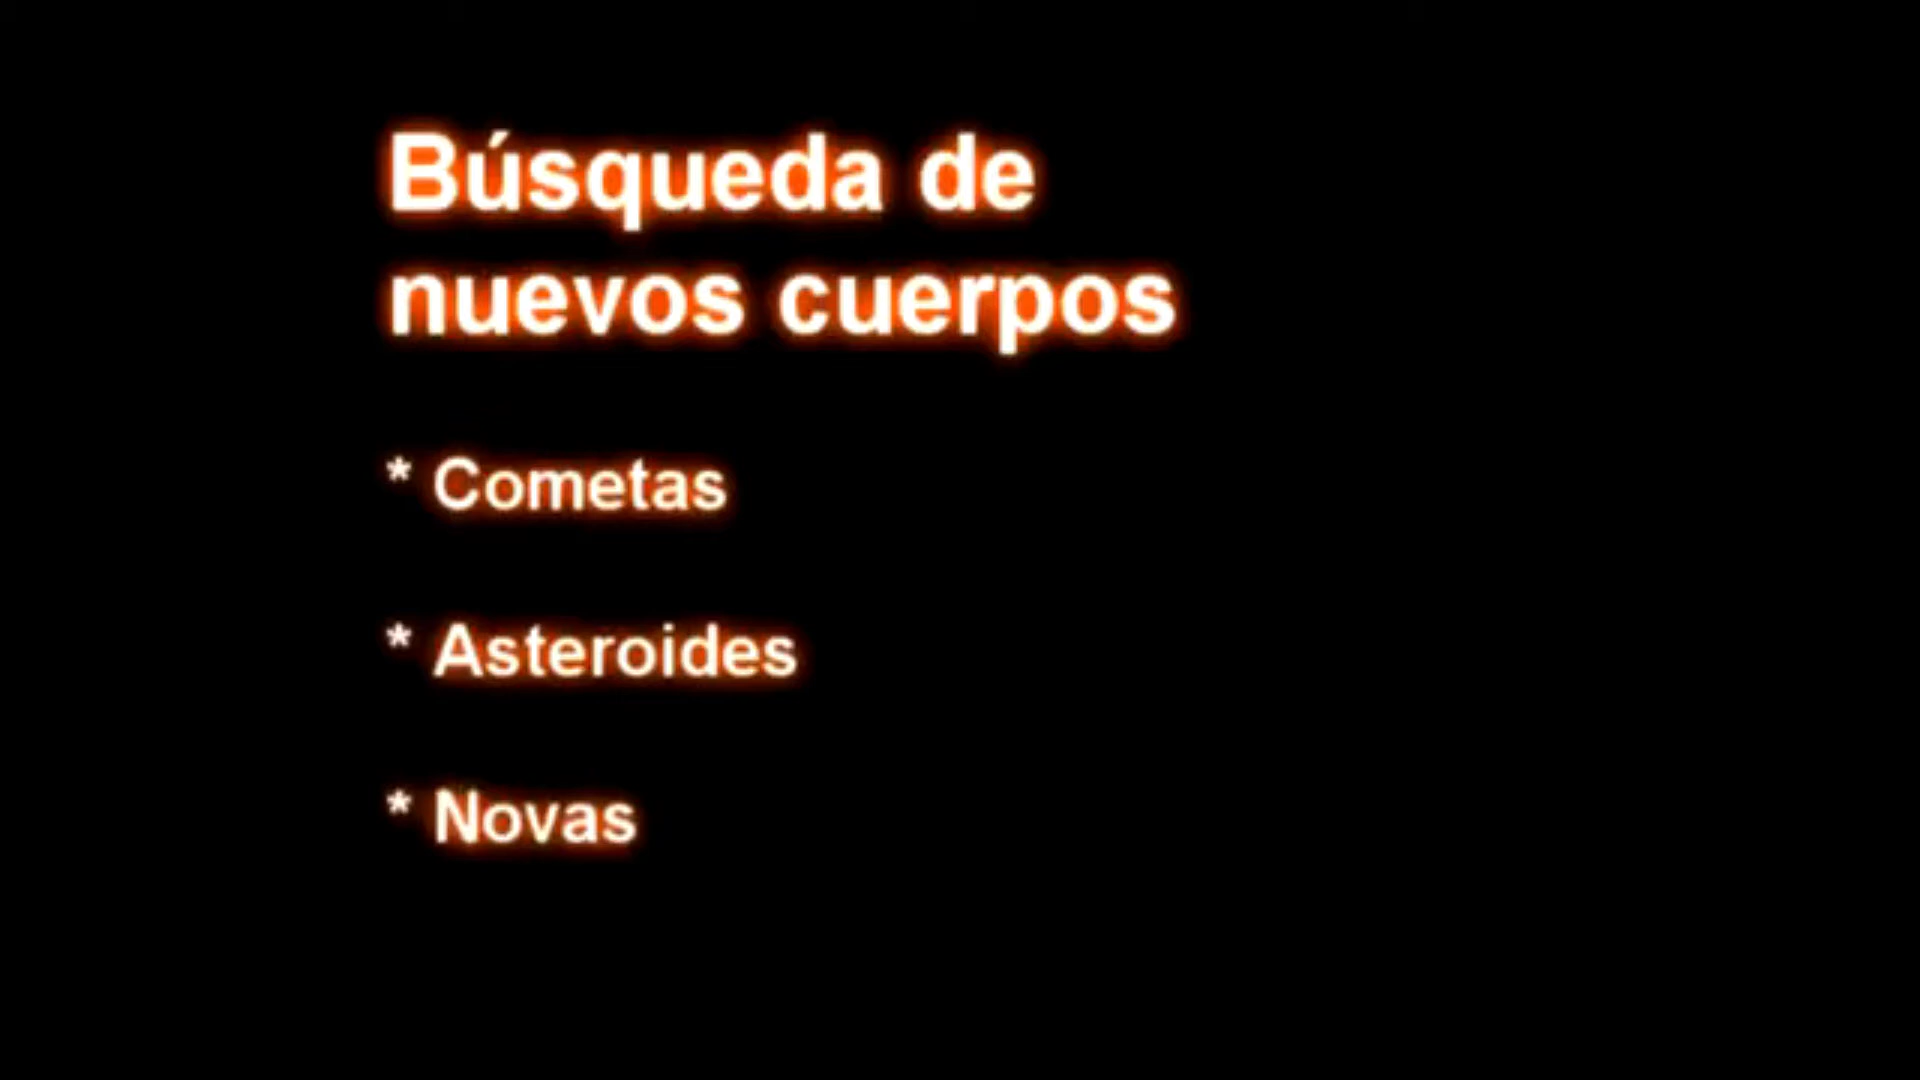 Búsqueda de
nuevos cuerpos
* Cometas
* Asteroides
* Novas